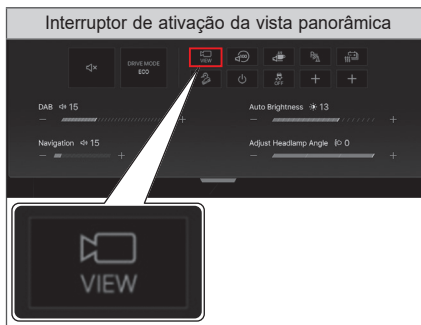 Interruptor de ativação da vista panorâmica
DRIVE MODE
ECO
VIEW
360
OFF
DAB 15
Auto Brightness 13
Navigation 15
Adjust Headlamp Angle 0
VIEW